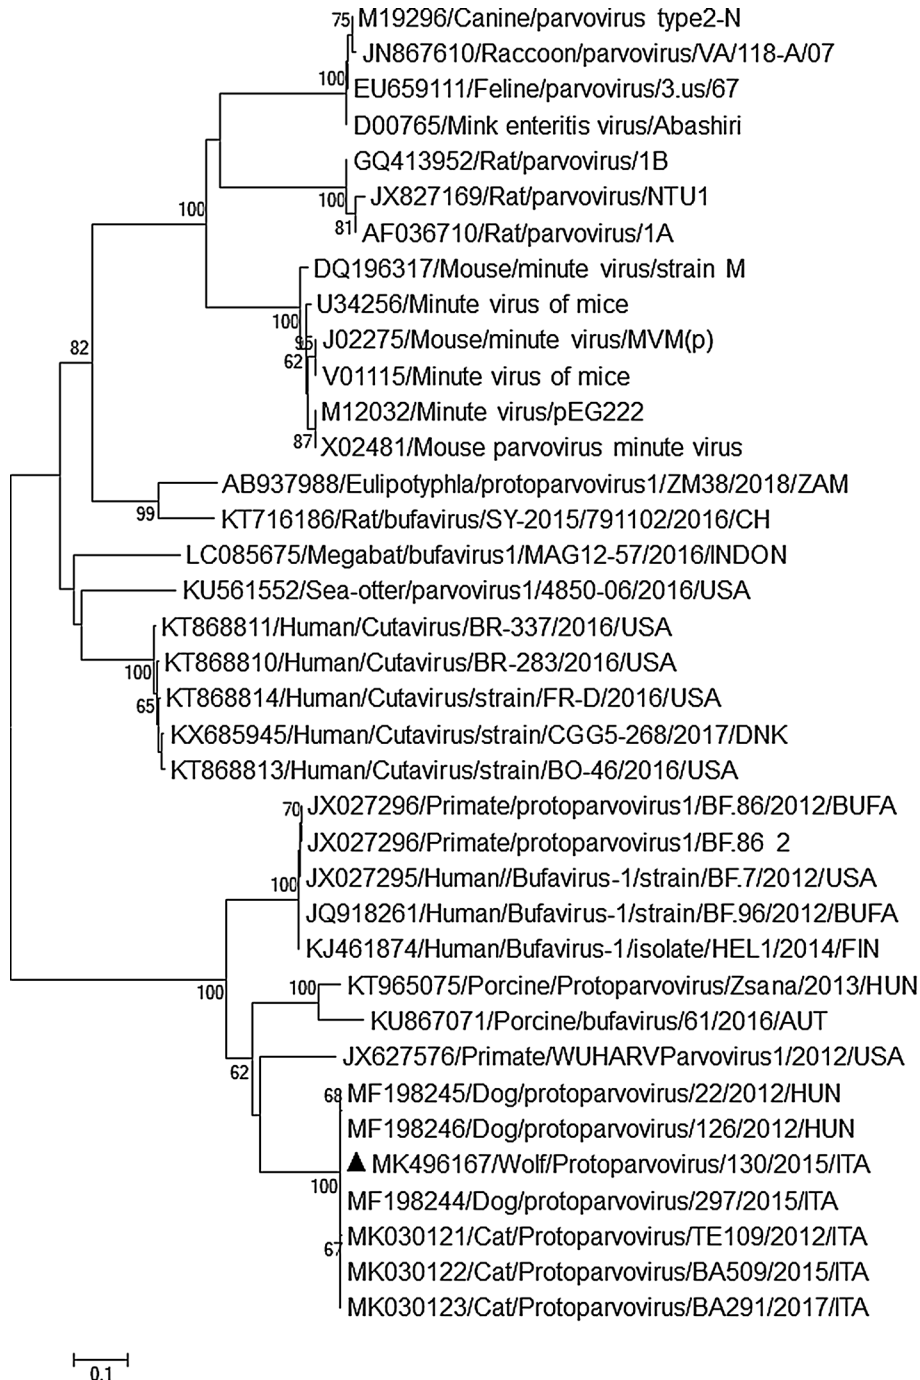 75
M19296/Canine/parvovirus type2-N
JN867610/Raccoon/parvovirus/VA/118-A/07
100
EU659111/Feline/parvovirus/3.us/67
D00765/Mink enteritis virus/Abashiri
GQ413952/Rat/parvovirus/1B
100
JX827169/Rat/parvovirus/NTU1
100
81
AF036710/Rat/parvovirus/1A
DQ196317/Mouse/minute virus/strain M
U34256/Minute virus of mice
100
95
J02275/Mouse/minute virus/MVM(p)
82
62
V01115/Minute virus of mice
M12032/Minute virus/pEG222
87
X02481/Mouse parvovirus minute virus
AB937988/Eulipotyphla/protoparvovirus1/ZM38/2018/ZAM
99
KT716186/Rat/bufavirus/SY-2015/791102/2016/CH
LC085675/Megabat/bufavirus1/MAG12-57/2016/INDON
KU561552/Sea-otter/parvovirus1/4850-06/2016/USA
KT868811/Human/Cutavirus/BR-337/2016/USA
100
KT868810/Human/Cutavirus/BR-283/2016/USA
65
KT868814/Human/Cutavirus/strain/FR-D/2016/USA
KX685945/Human/Cutavirus/strain/CGG5-268/2017/DNK
KT868813/Human/Cutavirus/strain/BO-46/2016/USA
70
JX027296/Primate/protoparvovirus1/BF.86/2012/BUFA
JX027296/Primate/protoparvovirus1/BF.86 2
100
JX027295/Human//Bufavirus-1/strain/BF.7/2012/USA
JQ918261/Human/Bufavirus-1/strain/BF.96/2012/BUFA
KJ461874/Human/Bufavirus-1/isolate/HEL1/2014/FIN
100
100
KT965075/Porcine/Protoparvovirus/Zsana/2013/HUN
KU867071/Porcine/bufavirus/61/2016/AUT
62
JX627576/Primate/WUHARVParvovirus1/2012/USA
68
MF198245/Dog/protoparvovirus/22/2012/HUN
MF198246/Dog/protoparvovirus/126/2012/HUN
▲MK496167/Wolf/Protoparvovirus/130/2015/ITA
100
MF198244/Dog/protoparvovirus/297/2015/ITA
MK030121/Cat/Protoparvovirus/TE109/2012/ITA
67
MK030122/Cat/Protoparvovirus/BA509/2015/ITA
MK030123/Cat/Protoparvovirus/BA291/2017/ITA
0.1